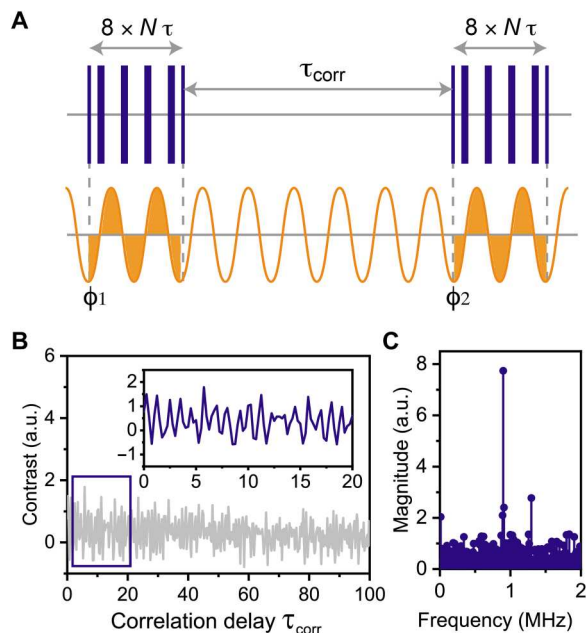 A
8 × N τ
8 × N τ
τcorr
ϕ1
ϕ2
B
6
4
2
0
Contrast (a.u.)
2
1
0
−1
0
5
10
15
20
0
20
40
60
80
100
Correlation delay τcorr
C
8
6
4
2
0
Magnitude (a.u.)
0
1
2
Frequency (MHz)